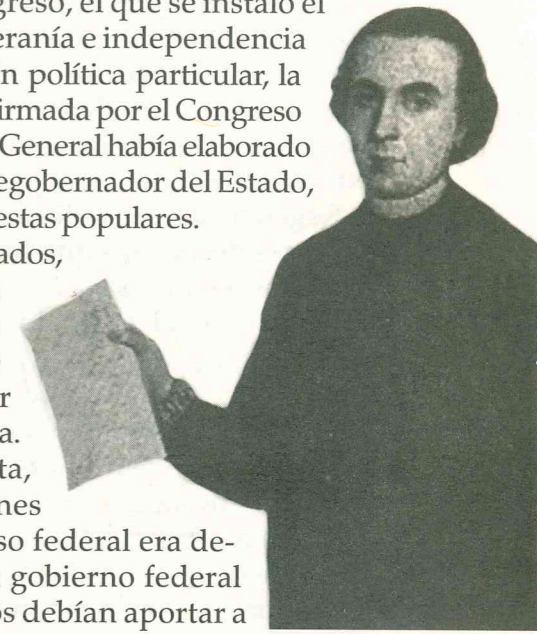 greso, el que se instaló el
eranía e independencia
n política particular, la
irmada por el Congreso
General había elaborado
egobernador del Estado,
estas populares.
ados,
r
a.
ta,
nes
so federal era de-
gobierno federal
os debían aportar a